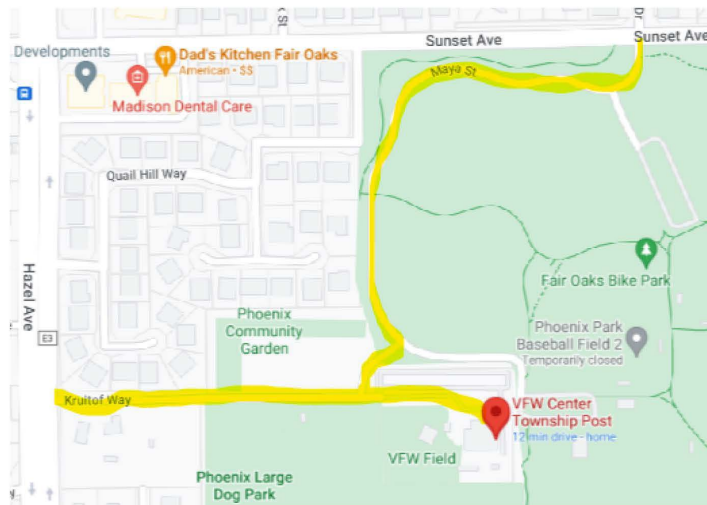 K St
Dr
Sunset Ave
Sunset Ave
Developments
Dad's Kitchen Fair Oaks
American • $$
Madison Dental Care
Maya St
Quail Hill Way
Hazel Ave
E3
Fair Oaks Bike Park
Phoenix
Community
Garden
Phoenix Park
Baseball Field 2
Temporarily closed
Kruitof Way
VFW Center
Township Post
12 min drive - home
VFW Field
Phoenix Large
Dog Park